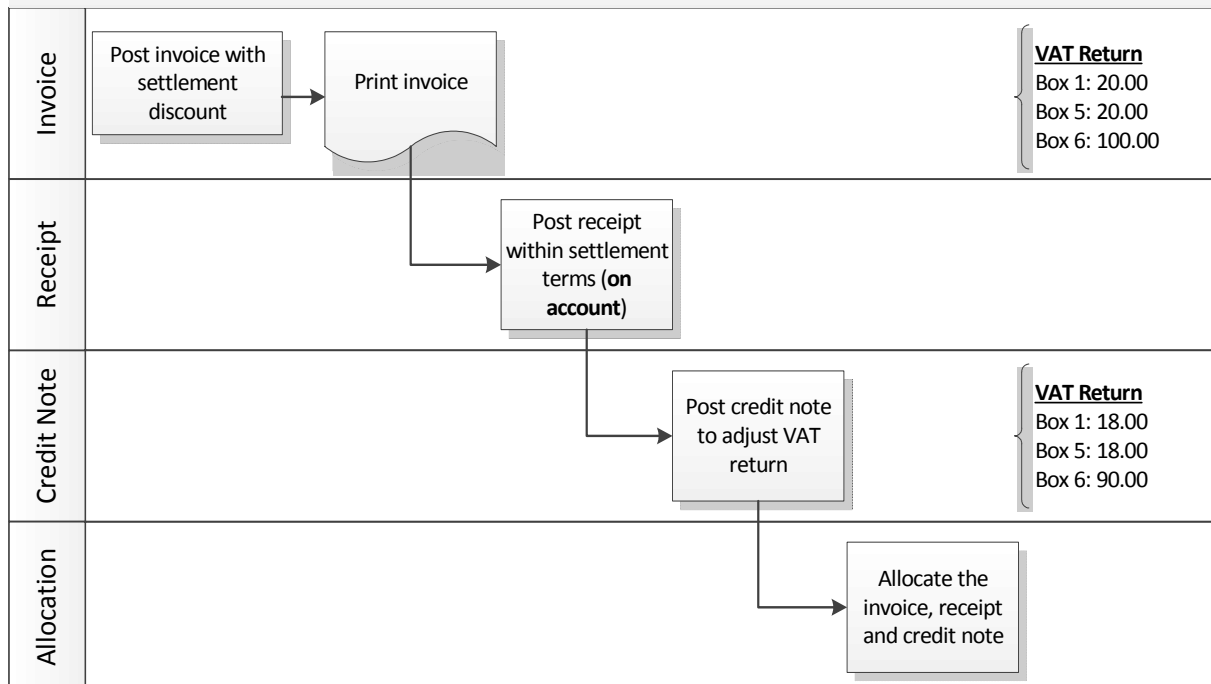 Invoice
Post invoice with
settlement
discount
Print invoice
VAT Return
Box 1: 20.00
Box 5: 20.00
Box 6: 100.00
Receipt
Post receipt
within settlement
terms (on
account)
Credit Note
Post credit note
to adjust VAT
return
VAT Return
Box 1: 18.00
Box 5: 18.00
Box 6: 90.00
Allocation
Allocate the
invoice, receipt
and credit note